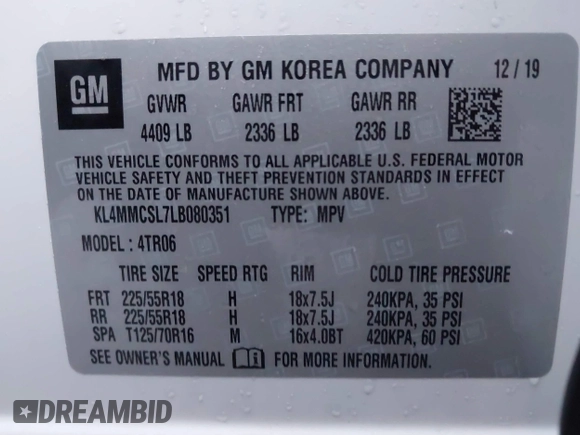 GM
MFD BY GM KOREA COMPANY 12/19
GVWR GAWR FRT GAWR RR
4409 LB 2336 LB 2336 LB
THIS VEHICLE CONFORMS TO ALL APPLICABLE U.S. FEDERAL MOTOR
VEHICLE SAFETY AND THEFT PREVENTION STANDARDS IN EFFECT
ON THE DATE OF MANUFACTURE SHOWN ABOVE.
KL4MMCSL7LB080351 TYPE: MPV
MODEL: 4TR06
TIRE SIZE SPEED RTG RIM COLD TIRE PRESSURE
FRT 225/55R18 H 18x7.5J 240KPA, 35 PSI
RR 225/55R18 H 18x7.5J 240KPA, 35 PSI
SPA T125/70R16 M 16x4.0BT 420KPA, 60 PSI
SEE OWNER'S MANUAL FOR MORE INFORMATION.
DREAMBID